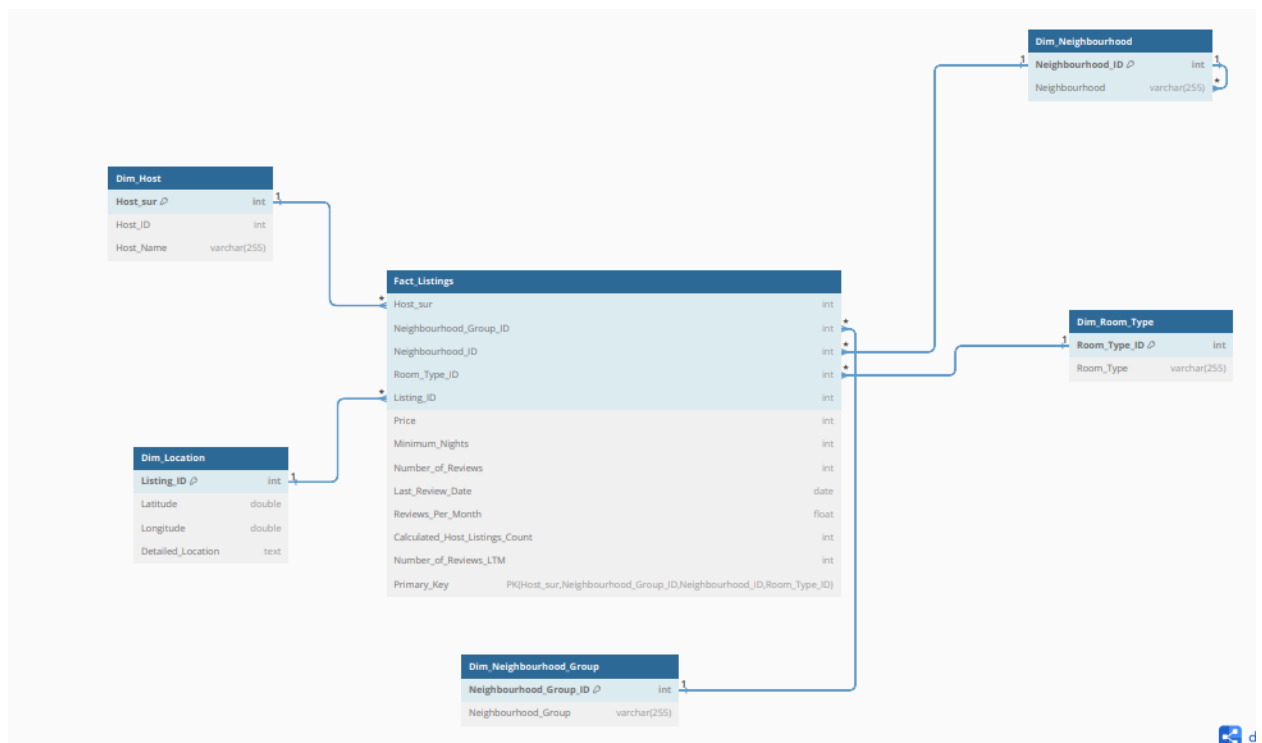 Dim_Neighbourhood
1 Neighbourhood_ID int 1
Neighbourhood varchar(255) *
Dim_Host
Host_sur int 1
Host_ID int
Host_Name varchar(255)
Fact_Listings
* Host_sur int
Neighbourhood_Group_ID int *
Neighbourhood_ID int *
Room_Type_ID int *
* Listing_ID int
Price int
Minimum_Nights int
Number_of_Reviews int
Last_Review_Date date
Reviews_Per_Month float
Calculated_Host_Listings_Count int
Number_of_Reviews_LTM int
Primary_Key PK(Host_sur,Neighbourhood_Group_ID,Neighbourhood_ID,Room_Type_ID)
Dim_Room_Type
1 Room_Type_ID int
Room_Type varchar(255)
Dim_Location
Listing_ID int 1
Latitude double
Longitude double
Detailed_Location text
Dim_Neighbourhood_Group
Neighbourhood_Group_ID int 1
Neighbourhood_Group varchar(255)
d